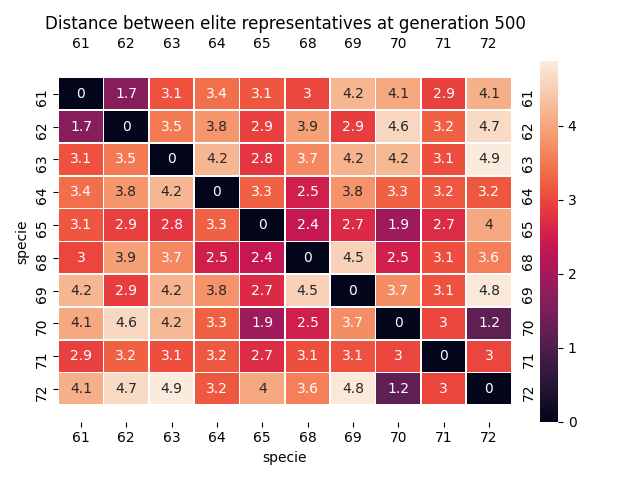 Distance between elite representatives at generation 500
61 62 63 64 65 68 69 70 71 72
61 0 1.7 3.1 3.4 3.1 3 4.2 4.1 2.9 4.1 61
62 1.7 0 3.5 3.8 2.9 3.9 2.9 4.6 3.2 4.7 62
63 3.1 3.5 0 4.2 2.8 3.7 4.2 4.2 3.1 4.9 63
64 3.4 3.8 4.2 0 3.3 2.5 3.8 3.3 3.2 3.2 64
65 3.1 2.9 2.8 3.3 0 2.4 2.7 1.9 2.7 4 65
68 3 3.9 3.7 2.5 2.4 0 4.5 2.5 3.1 3.6 68
69 4.2 2.9 4.2 3.8 2.7 4.5 0 3.7 3.1 4.8 69
70 4.1 4.6 4.2 3.3 1.9 2.5 3.7 0 3 1.2 70
71 2.9 3.2 3.1 3.2 2.7 3.1 3.1 3 0 3 71
72 4.1 4.7 4.9 3.2 4 3.6 4.8 1.2 3 0 72
61 62 63 64 65 68 69 70 71 72
specie
specie
4
3
2
1
0